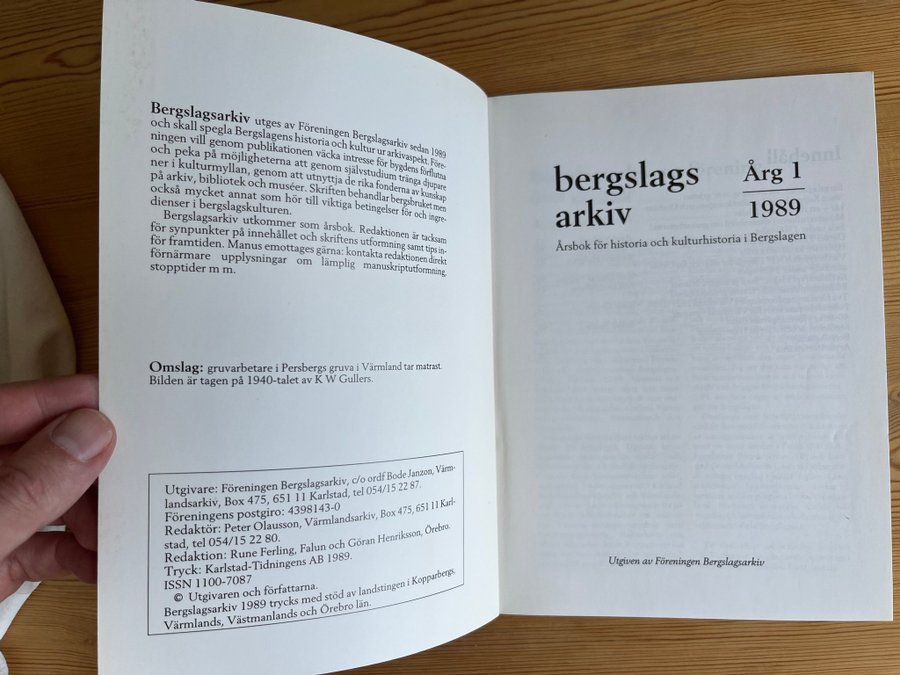 Bergslagsarkiv utges av Föreningen Bergslagsarkiv sedan 1989
och skall spegla Bergslagens historia och kultur ur arkivaspekt. Före-
ningen vill genom publikationen väcka intresse för bygdens förflutna
och peka på möjligheterna att genom självstudium tränga djupare
ner i kulturmyllan, genom att utnyttja de rika fonderna av kunskap
på arkiv, bibliotek och muséer. Skriften behandlar bergsbruket men
också mycket annat som hör till viktiga betingelser för och ingre-
dienser i bergslagskulturen.
Bergslagsarkiv utkommer som årsbok. Redaktionen är tacksam
för synpunkter på innehållet och skriftens utformning samt tips in-
för framtiden. Manus emottages gärna: kontakta redaktionen direkt
förnärmare upplysningar om lämplig manuskriptutformning,
stopptider m m.
Omslag: gruvarbetare i Persbergs gruva i Värmland tar matrast.
Bilden är tagen på 1940-talet av K W Gullers.
Utgivare: Föreningen Bergslagsarkiv, c/o ordf Bode Janzon, Värm-
landsarkiv, Box 475, 651 11 Karlstad, tel 054/15 22 87.
Föreningens postgiro: 4398143-0
Redaktör: Peter Olausson, Värmlandsarkiv, Box 475, 651 11 Karl-
stad, tel 054/15 22 80.
Redaktion: Rune Ferling, Falun och Göran Henriksson, Örebro.
Tryck: Karlstad-Tidningens AB 1989.
ISSN 1100-7087
© Utgivaren och författarna.
Bergslagsarkiv 1989 trycks med stöd av landstingen i Kopparbergs,
Värmlands, Västmanlands och Örebro län.
bergslags
arkiv
Årg 1
1989
Årsbok för historia och kulturhistoria i Bergslagen
Utgiven av Föreningen Bergslagsarkiv